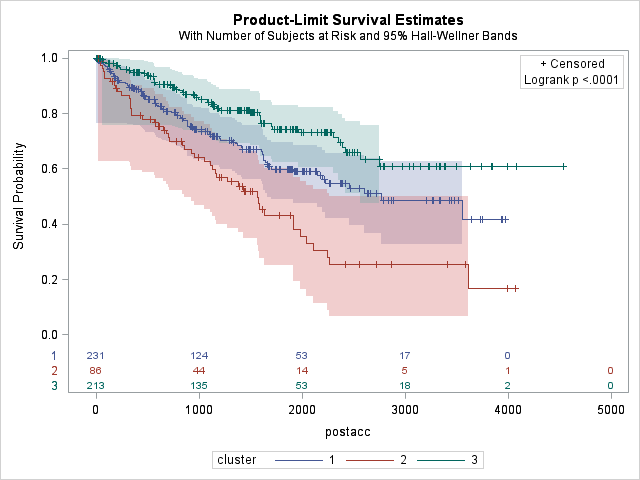 Product-Limit Survival Estimates
With Number of Subjects at Risk and 95% Hall-Wellner Bands
+ Censored
Logrank p <.0001
Survival Probability
1.0
0.8
0.6
0.4
0.2
0.0
1 231 124 53 17 0
2 86 44 14 5 1 0
3 213 135 53 18 2 0
0 1000 2000 3000 4000 5000
postacc
cluster 1 2 3